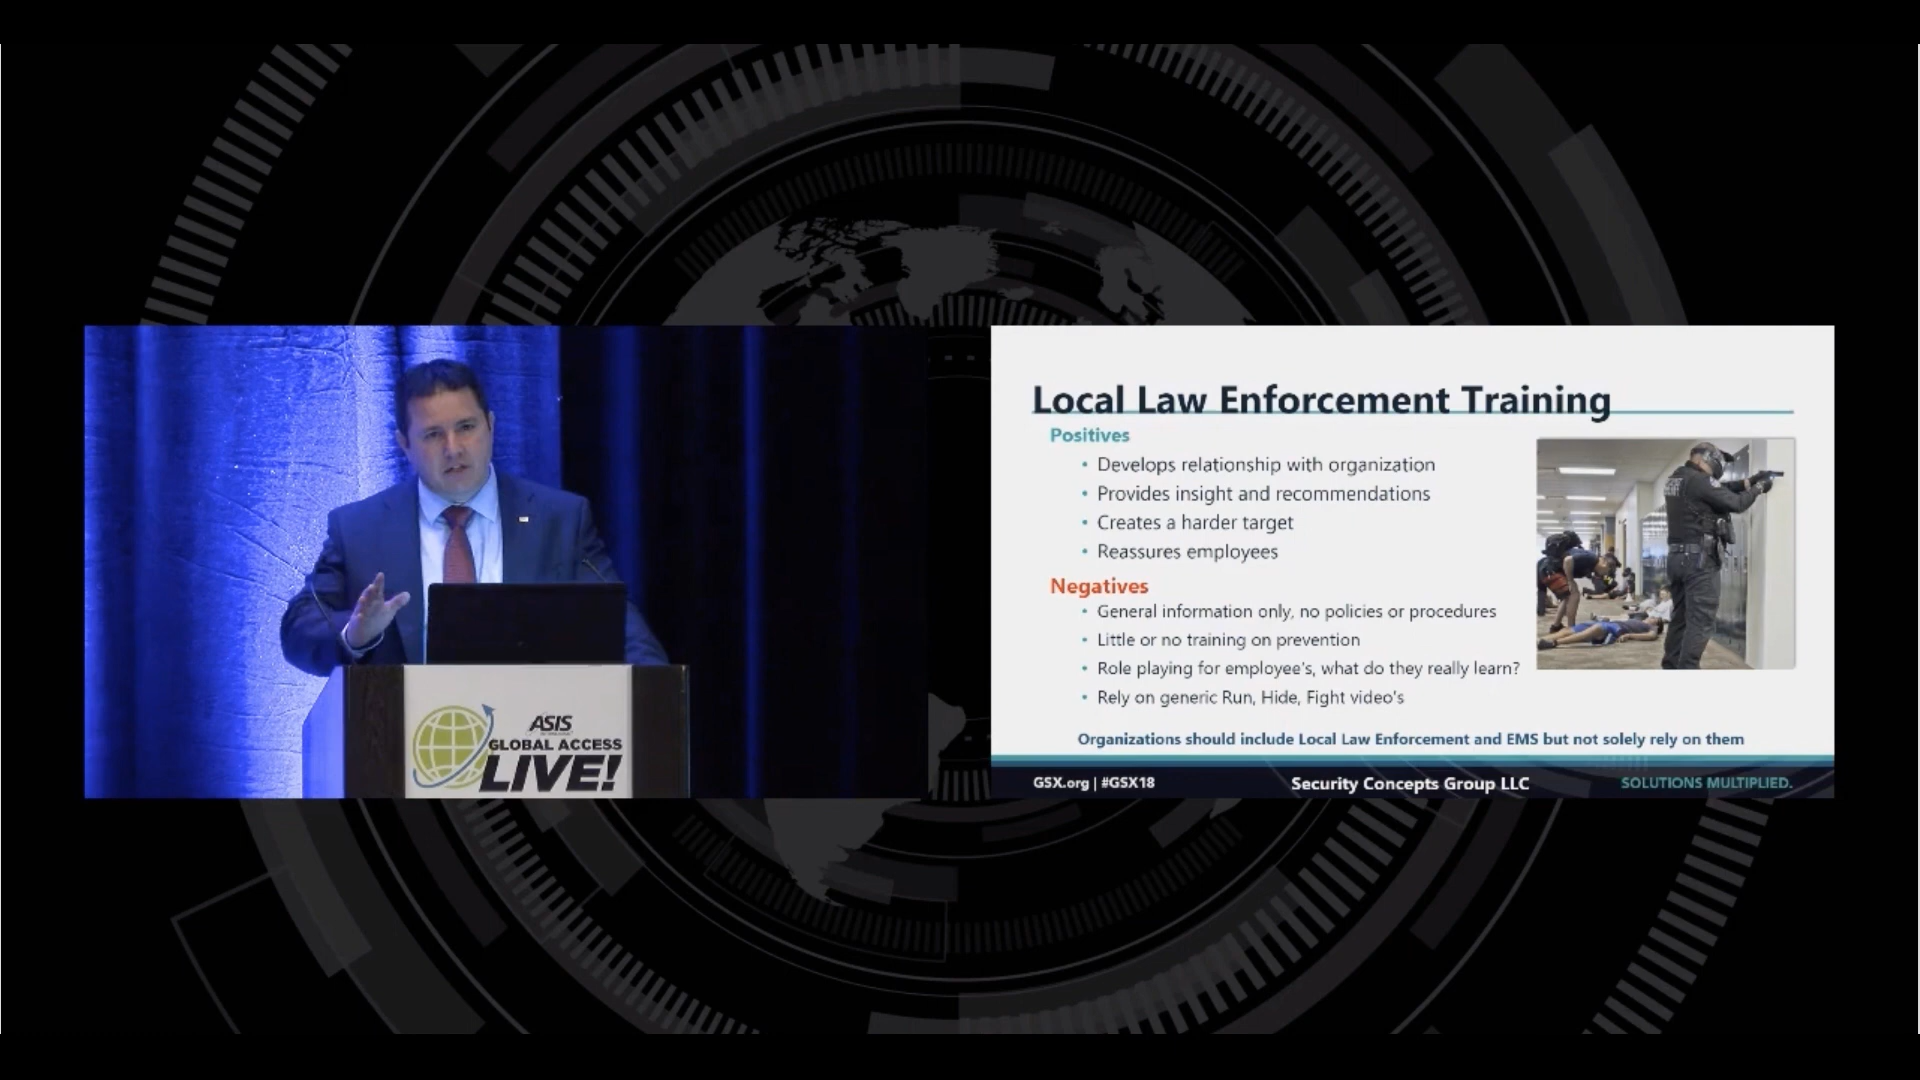 Local Law Enforcement Training
Positives
• Develops relationship with organization
• Provides insight and recommendations
• Creates a harder target
• Reassures employees
Negatives
• General information only, no policies or procedures
• Little or no training on prevention
• Role playing for employee's, what do they really learn?
• Rely on generic Run, Hide, Fight video's
Organizations should include Local Law Enforcement and EMS but not solely rely on them
GSX.org | #GSX18
Security Concepts Group LLC
SOLUTIONS MULTIPLIED.
ASIS
GLOBAL ACCESS
LIVE!